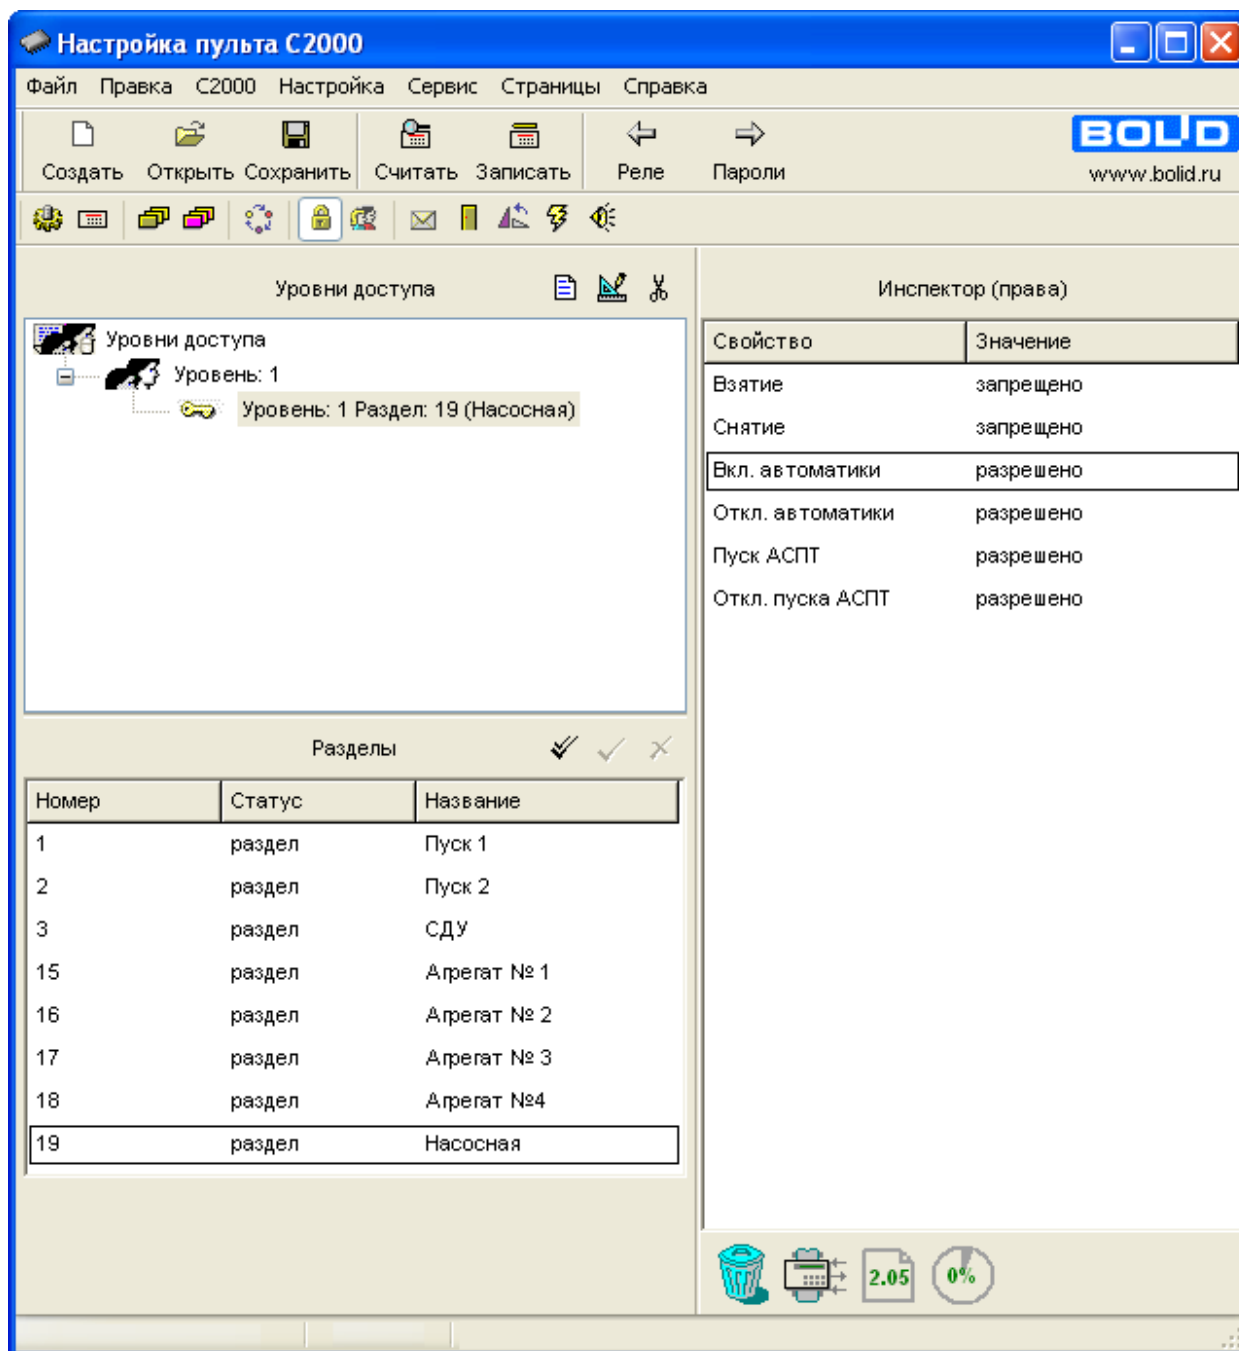 Настройка пульта С2000
Файл Правка С2000 Настройка Сервис Страницы Справка
Создать Открыть Сохранить Считать Записать Реле Пароли
BOLID
www.bolid.ru
Уровни доступа
Уровни доступа
Уровень: 1
Уровень: 1 Раздел: 19 (Насосная)
Разделы
Номер Статус Название
1 раздел Пуск 1
2 раздел Пуск 2
3 раздел СДУ
15 раздел Агрегат № 1
16 раздел Агрегат № 2
17 раздел Агрегат № 3
18 раздел Агрегат №4
19 раздел Насосная
Инспектор (права)
Свойство Значение
Взятие запрещено
Снятие запрещено
Вкл. автоматики разрешено
Откл. автоматики разрешено
Пуск АСПТ разрешено
Откл. пуска АСПТ разрешено
2.05 0%